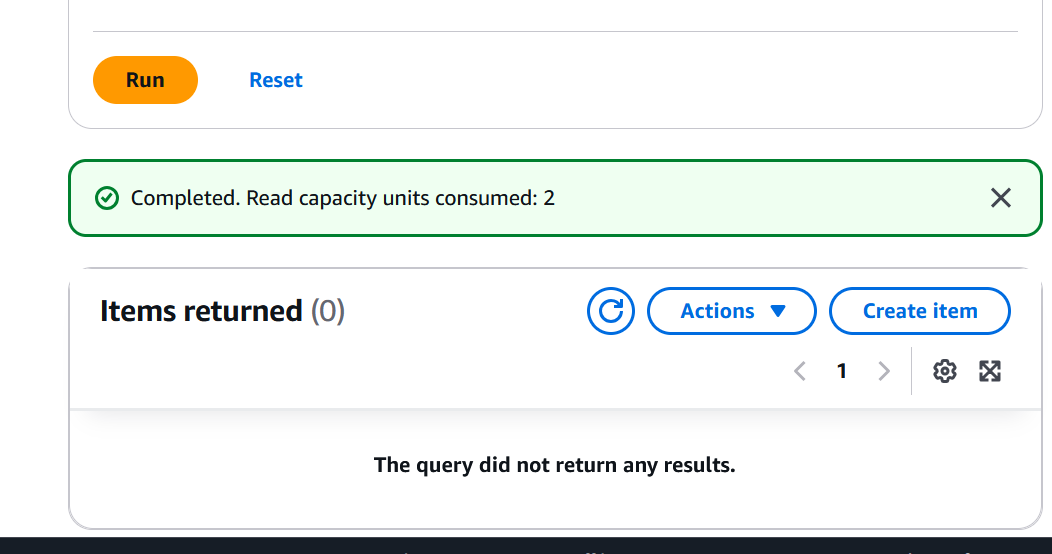 Run Reset
Completed. Read capacity units consumed: 2
Items returned (0) Actions Create item
1
The query did not return any results.